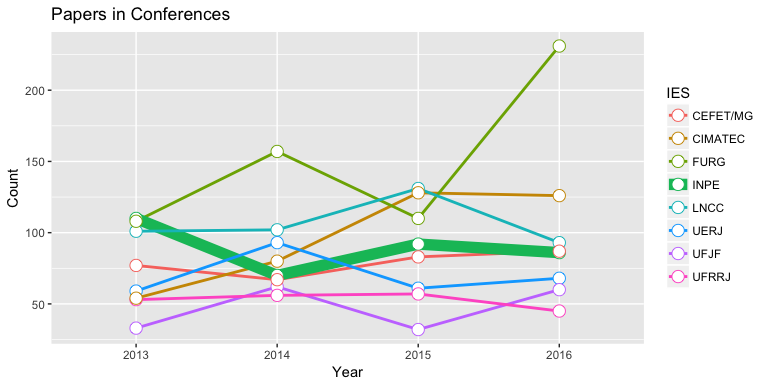 Papers in Conferences
Count
200
150
100
50
2013 2014 2015 2016
Year
IES
CEFET/MG
CIMATEC
FURG
INPE
LNCC
UERJ
UFJF
UFRRJ